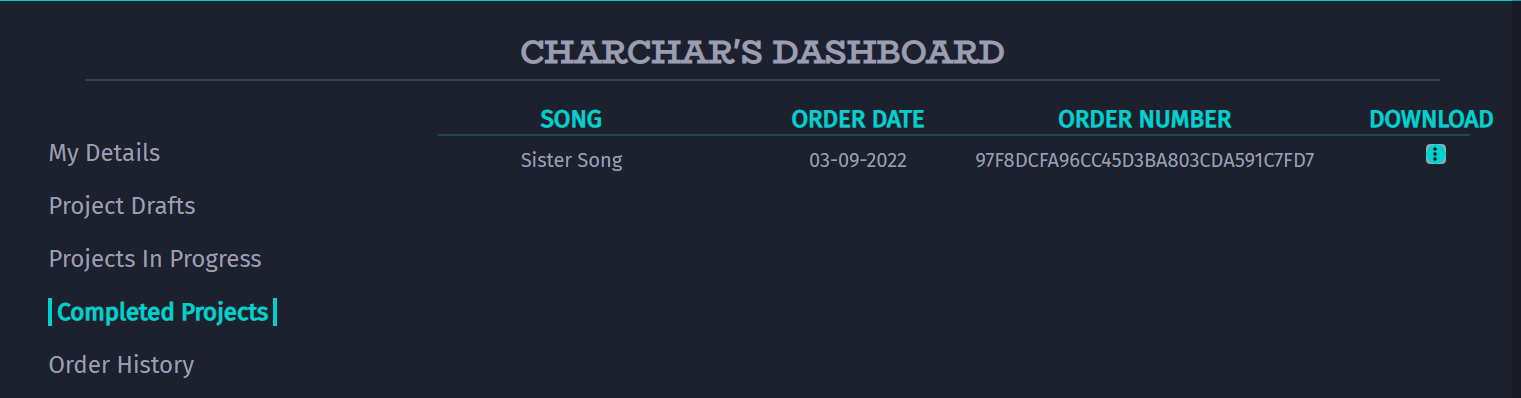 CHARCHAR'S DASHBOARD
SONG ORDER DATE ORDER NUMBER DOWNLOAD
Sister Song 03-09-2022 97F8DCFA96CC45D3BA803CDA591C7FD7
My Details
Project Drafts
Projects In Progress
Completed Projects
Order History